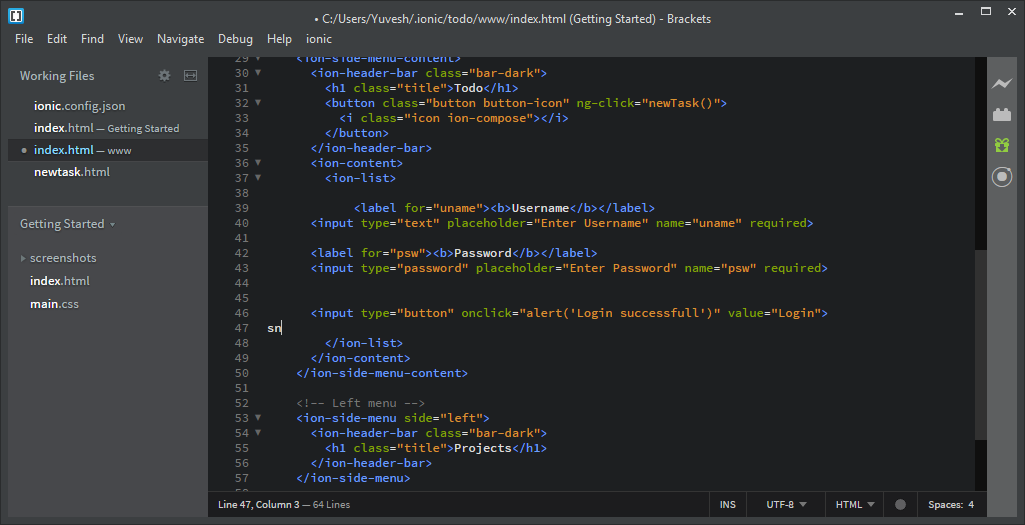 • C:/Users/Yuvesh/.ionic/todo/www/index.html (Getting Started) - Brackets
File Edit Find View Navigate Debug Help ionic
Working Files
ionic.config.json
index.html — Getting Started
• index.html — www
newtask.html
Getting Started
screenshots
index.html
main.css
29 <ion-side-menu-content>
30 <ion-header-bar class="bar-dark">
31 <h1 class="title">Todo</h1>
32 <button class="button button-icon" ng-click="newTask()">
33 <i class="icon ion-compose"></i>
34 </button>
35 </ion-header-bar>
36 <ion-content>
37 <ion-list>
38
39 <label for="uname"><b>Username</b></label>
40 <input type="text" placeholder="Enter Username" name="uname" required>
41
42 <label for="psw"><b>Password</b></label>
43 <input type="password" placeholder="Enter Password" name="psw" required>
44
45
46 <input type="button" onclick="alert('Login successfull')" value="Login">
47 sn
48 </ion-list>
49 </ion-content>
50 </ion-side-menu-content>
51
52 <!-- Left menu -->
53 <ion-side-menu side="left">
54 <ion-header-bar class="bar-dark">
55 <h1 class="title">Projects</h1>
56 </ion-header-bar>
57 </ion-side-menu>
Line 47, Column 3 — 64 Lines INS UTF-8 HTML Spaces: 4